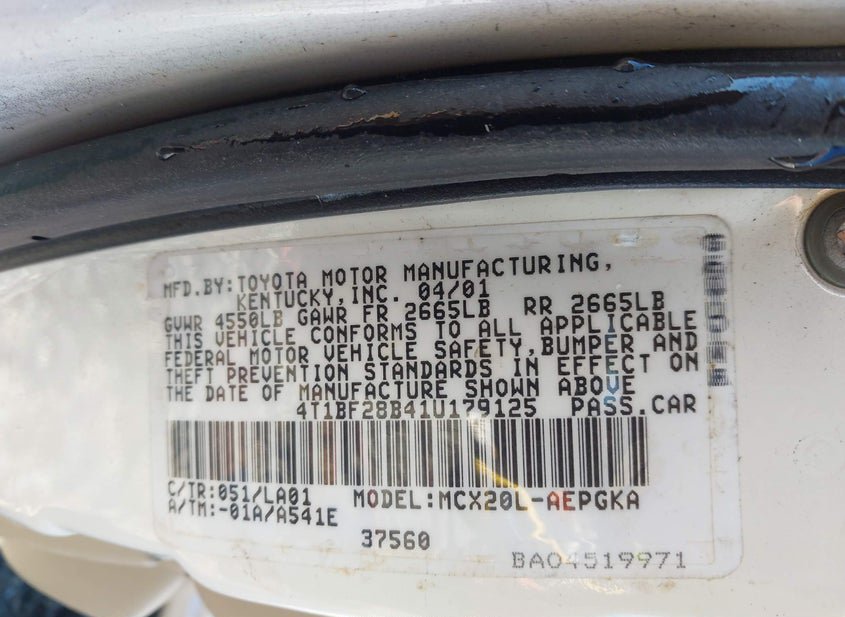 MFD.BY:TOYOTA MOTOR MANUFACTURING,
KENTUCKY,INC. 04/01
GVWR 4550LB GAWR FR 2665LB RR 2665LB
THIS VEHICLE CONFORMS TO ALL APPLICABLE
FEDERAL MOTOR VEHICLE SAFETY,BUMPER AND
THEFT PREVENTION STANDARDS IN EFFECT ON
THE DATE OF MANUFACTURE SHOWN ABOVE
4T1BF28B41U179125 PASS.CAR
C/TR:051/LA01 MODEL:MCX20L-AEPGKA
A/TM:-01A/A541E
37560
BA04519971